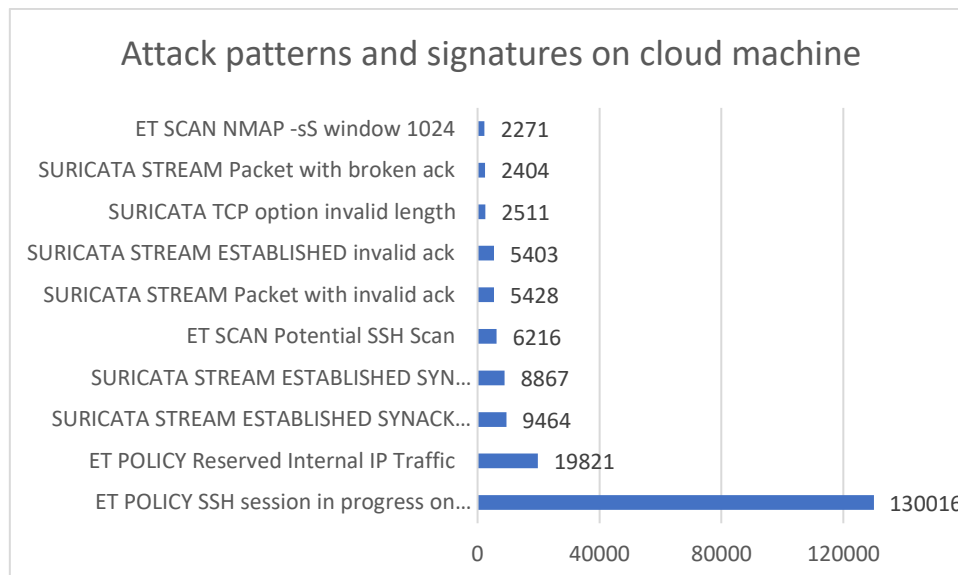 Attack patterns and signatures on cloud machine
ET SCAN NMAP -sS window 1024 2271
SURICATA STREAM Packet with broken ack 2404
SURICATA TCP option invalid length 2511
SURICATA STREAM ESTABLISHED invalid ack 5403
SURICATA STREAM Packet with invalid ack 5428
ET SCAN Potential SSH Scan 6216
SURICATA STREAM ESTABLISHED SYN… 8867
SURICATA STREAM ESTABLISHED SYNACK… 9464
ET POLICY Reserved Internal IP Traffic 19821
ET POLICY SSH session in progress on… 130016
0 40000 80000 120000